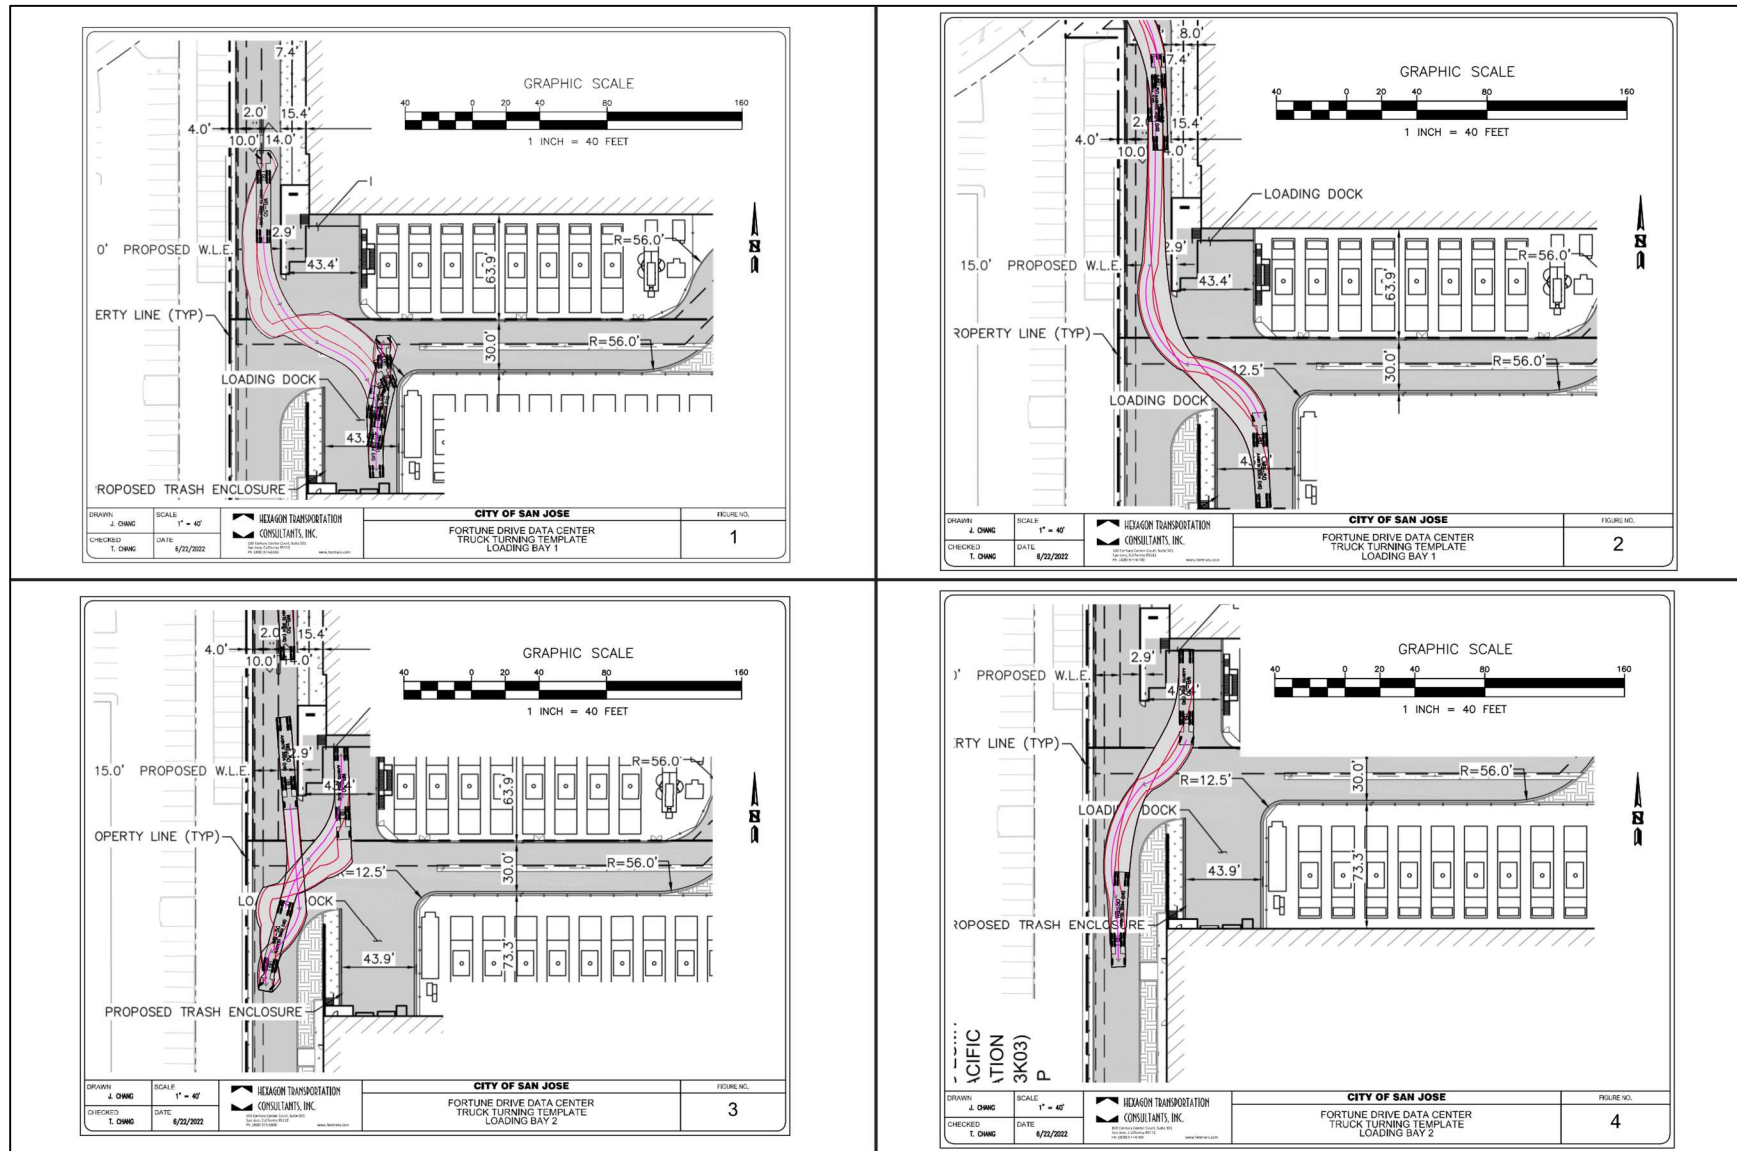 7.4'
GRAPHIC SCALE
40 0 20 40 80 160
1 INCH = 40 FEET
2.0' 15.4'
4.0'
10.0' 14.0'
2.9'
0' PROPOSED W.L.E.
43.4'
63.9'
R=56.0'
N
ERTY LINE (TYP)
30.0'
R=56.0'
LOADING DOCK
43.
ROPOSED TRASH ENCLOSURE
DRAWN
J. CHANG
SCALE
1" = 40'
CHECKED
T. CHANG
DATE
6/22/2022
HEXAGON TRANSPORTATION
CONSULTANTS, INC.
CITY OF SAN JOSE
FORTUNE DRIVE DATA CENTER
TRUCK TURNING TEMPLATE
LOADING BAY 1
FIGURE NO.
1
8.0'
7.4'
GRAPHIC SCALE
40 0 20 40 80 160
1 INCH = 40 FEET
2. 15.4'
4.0'
10.0' 4.0'
LOADING DOCK
2.9'
15.0' PROPOSED W.L.E.
43.4'
63.9'
R=56.0'
N
ROPERTY LINE (TYP)
30.0'
R=56.0'
12.5'
LOADING DOCK
DRAWN
J. CHANG
SCALE
1" = 40'
CHECKED
T. CHANG
DATE
6/22/2022
HEXAGON TRANSPORTATION
CONSULTANTS, INC.
CITY OF SAN JOSE
FORTUNE DRIVE DATA CENTER
TRUCK TURNING TEMPLATE
LOADING BAY 1
FIGURE NO.
2
2.0' 15.4'
4.0'
10.0' 4.0'
GRAPHIC SCALE
40 0 20 40 80 160
1 INCH = 40 FEET
2.9'
15.0' PROPOSED W.L.E.
63.9'
R=56.0'
N
OPERTY LINE (TYP)
30.0'
R=56.0'
R=12.5'
LO OCK
43.9'
73.3'
PROPOSED TRASH ENCLOSURE
DRAWN
J. CHANG
SCALE
1" = 40'
CHECKED
T. CHANG
DATE
6/22/2022
HEXAGON TRANSPORTATION
CONSULTANTS, INC.
CITY OF SAN JOSE
FORTUNE DRIVE DATA CENTER
TRUCK TURNING TEMPLATE
LOADING BAY 2
FIGURE NO.
3
GRAPHIC SCALE
40 0 20 40 80 160
1 INCH = 40 FEET
2.9'
' PROPOSED W.L.E.
N
ERTY LINE (TYP)
R=12.5'
30.0'
R=56.0'
LOADI DOCK
43.9'
73.3'
ROPOSED TRASH ENCLOSURE
ACIFIC
ATION
3K03)
P
DRAWN
J. CHANG
SCALE
1" = 40'
CHECKED
T. CHANG
DATE
6/22/2022
HEXAGON TRANSPORTATION
CONSULTANTS, INC.
CITY OF SAN JOSE
FORTUNE DRIVE DATA CENTER
TRUCK TURNING TEMPLATE
LOADING BAY 2
FIGURE NO.
4